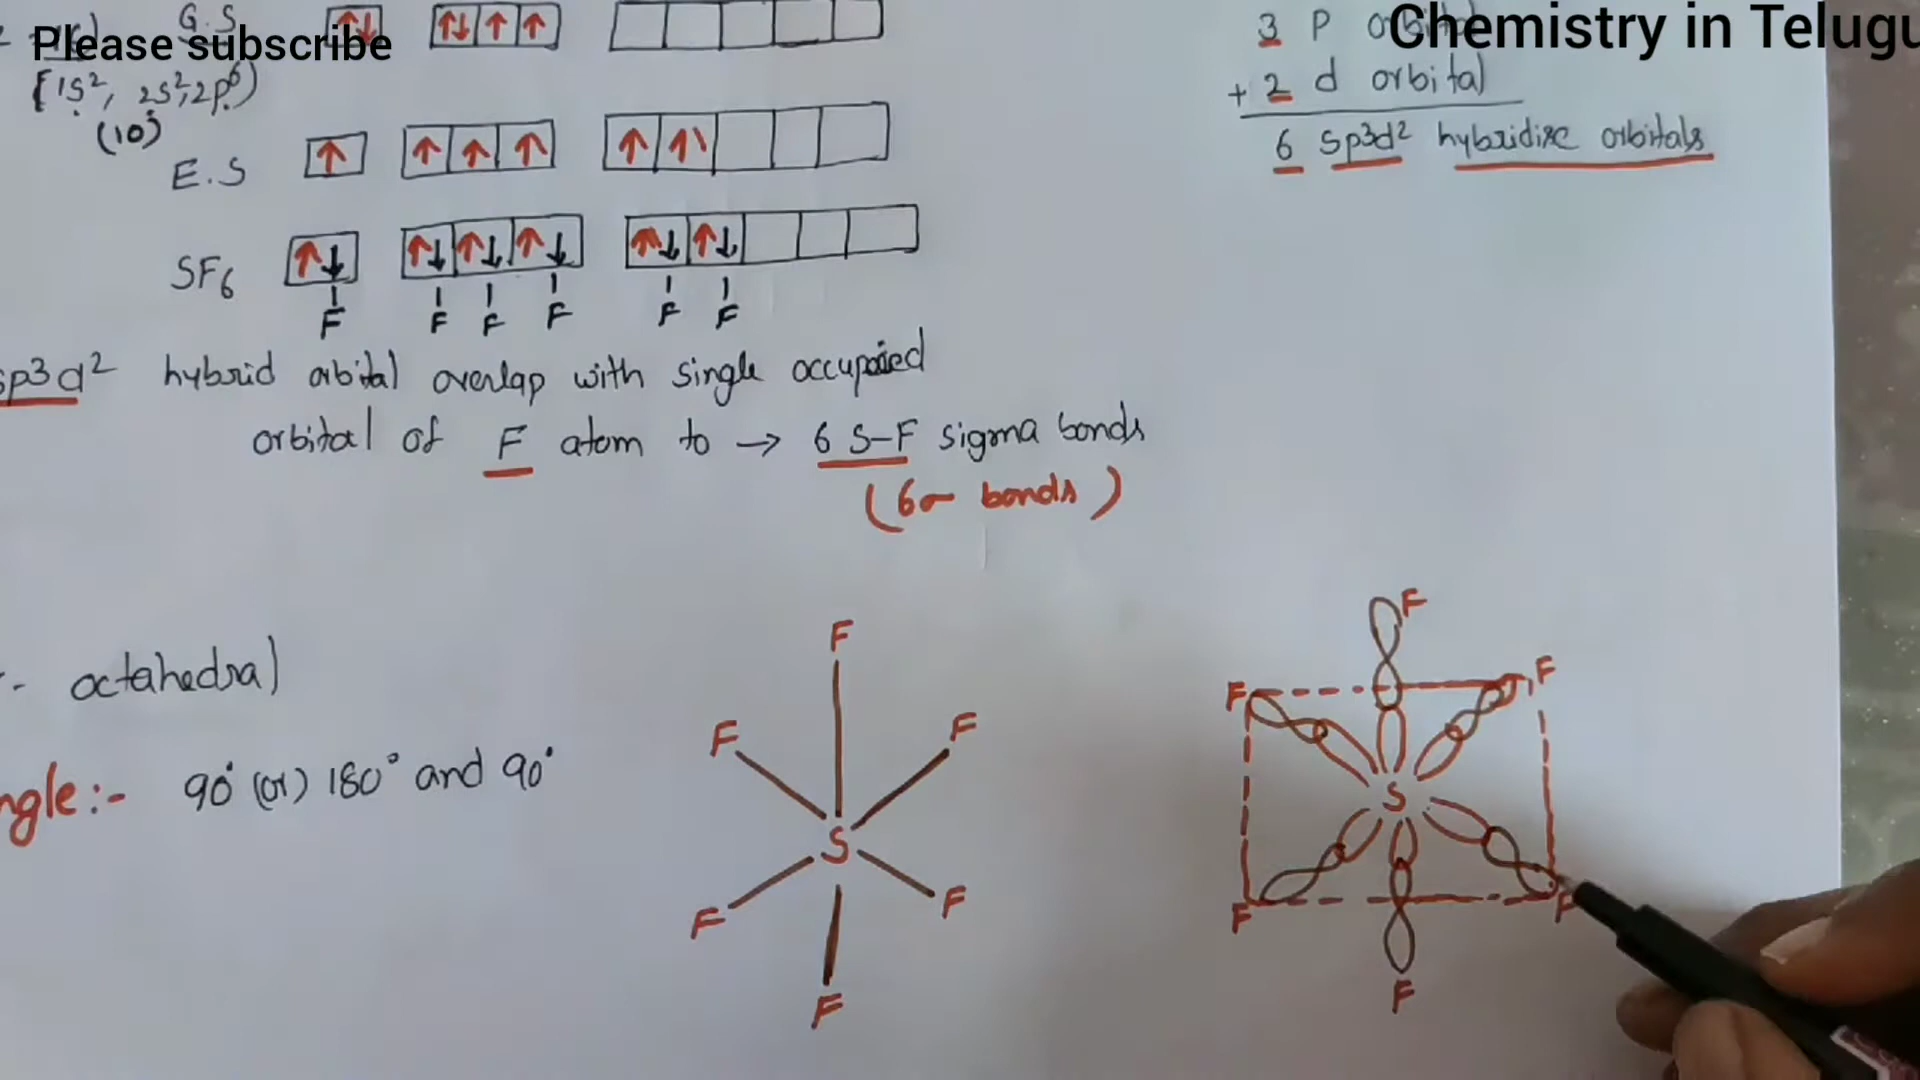 Please subscribe
Chemistry in Telugu
G.S ↑↓ ↑↓ ↑ ↑
[1s², 2s², 2p⁶)
(10)
E.S ↑ ↑ ↑ ↑ ↑ ↑
SF₆ ↑↓ ↑↓ ↑↓ ↑↓ ↑↓ ↑↓
F F F F F F
3 P
+ 2 d orbital
6 Sp3d² hybridise orbitals
sp3d² hybrid orbital overlap with single occupied
orbital of F atom to → 6 S-F sigma bonds
(6σ bonds)
:- octahedral
ngle:- 90° (or) 180° and 90°
F
F F
S
F F
F
F
F F
S
F F
F